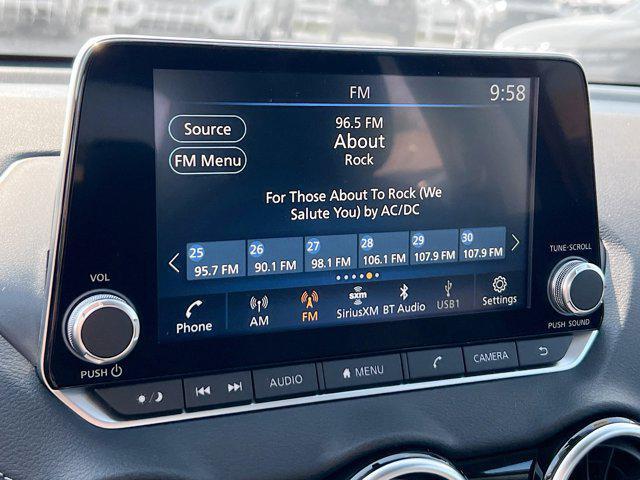 FM
9:58
Source
96.5 FM
About
FM Menu
Rock
For Those About To Rock (We
Salute You) by AC/DC
25
95.7 FM
26
90.1 FM
27
98.1 FM
28
106.1 FM
29
107.9 FM
30
107.9 FM
Phone
AM
FM
sxm
SiriusXM
BT Audio
USB1
Settings
VOL
PUSH
TUNE·SCROLL
PUSH SOUND
AUDIO
MENU
CAMERA